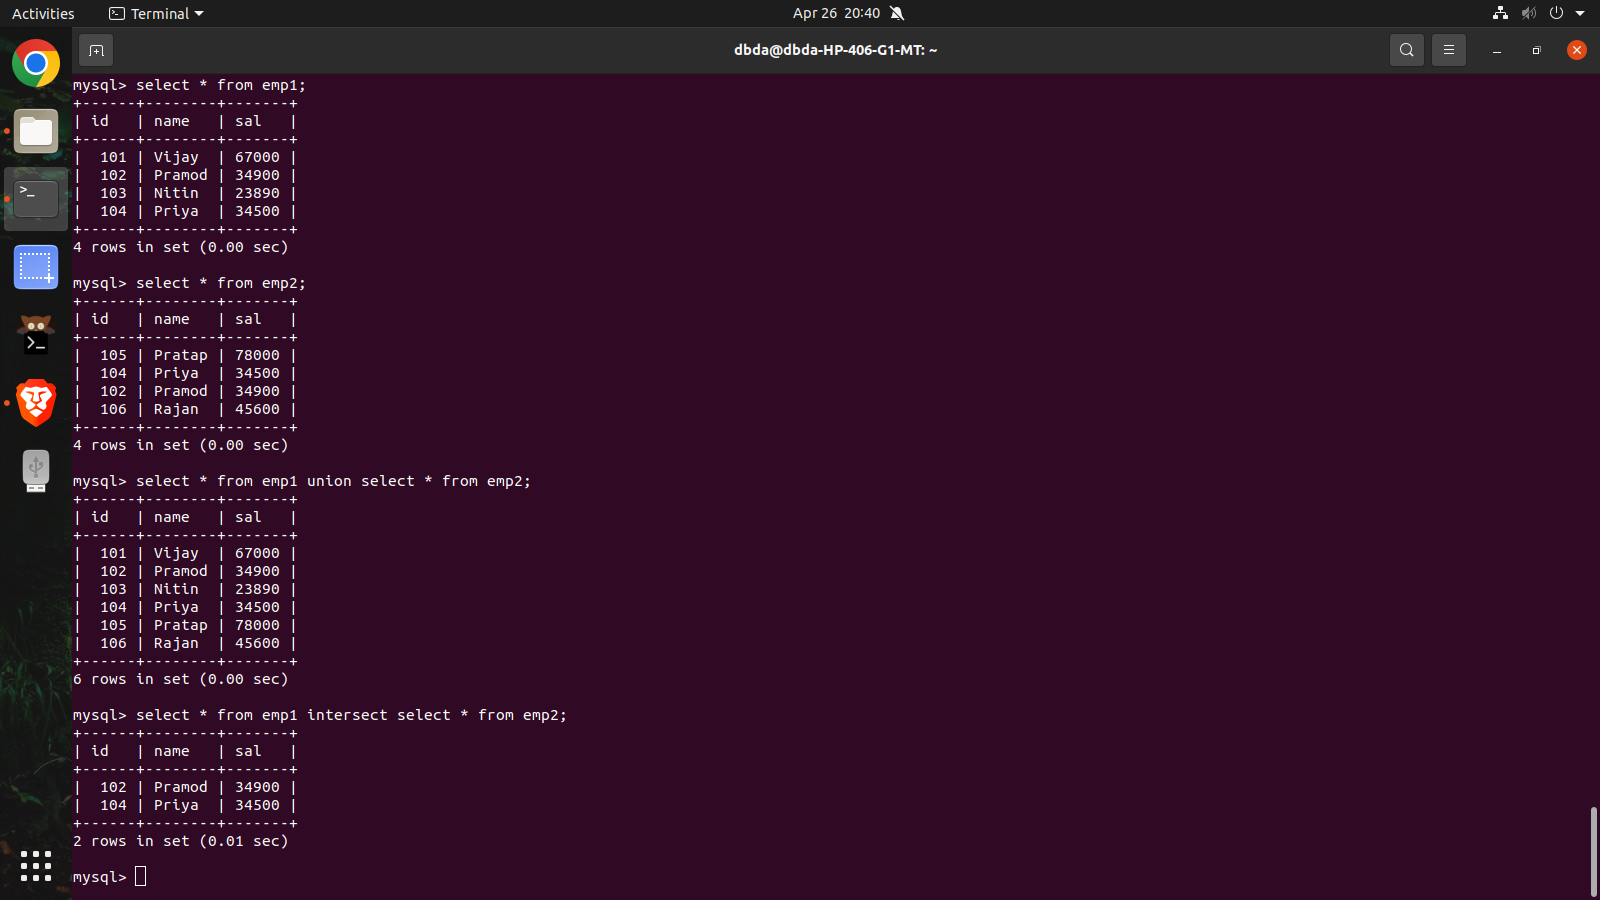 Activities Terminal Apr 26 20:40
dbda@dbda-HP-406-G1-MT: ~
mysql> select * from emp1;
+------+--------+-------+
| id   | name   | sal   |
+------+--------+-------+
|  101 | Vijay  | 67000 |
|  102 | Pramod | 34900 |
|  103 | Nitin  | 23890 |
|  104 | Priya  | 34500 |
+------+--------+-------+
4 rows in set (0.00 sec)

mysql> select * from emp2;
+------+--------+-------+
| id   | name   | sal   |
+------+--------+-------+
|  105 | Pratap | 78000 |
|  104 | Priya  | 34500 |
|  102 | Pramod | 34900 |
|  106 | Rajan  | 45600 |
+------+--------+-------+
4 rows in set (0.00 sec)

mysql> select * from emp1 union select * from emp2;
+------+--------+-------+
| id   | name   | sal   |
+------+--------+-------+
|  101 | Vijay  | 67000 |
|  102 | Pramod | 34900 |
|  103 | Nitin  | 23890 |
|  104 | Priya  | 34500 |
|  105 | Pratap | 78000 |
|  106 | Rajan  | 45600 |
+------+--------+-------+
6 rows in set (0.00 sec)

mysql> select * from emp1 intersect select * from emp2;
+------+--------+-------+
| id   | name   | sal   |
+------+--------+-------+
|  102 | Pramod | 34900 |
|  104 | Priya  | 34500 |
+------+--------+-------+
2 rows in set (0.01 sec)

mysql>